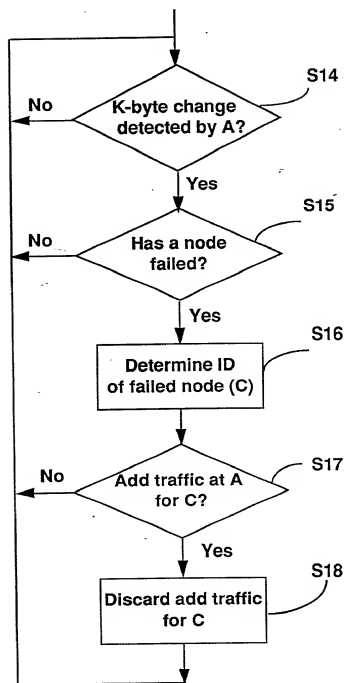 S14
K-byte change
detected by A?
No
Yes
S15
Has a node
failed?
No
Yes
S16
Determine ID
of failed node (C)
S17
Add traffic at A
for C?
No
Yes
S18
Discard add traffic
for C